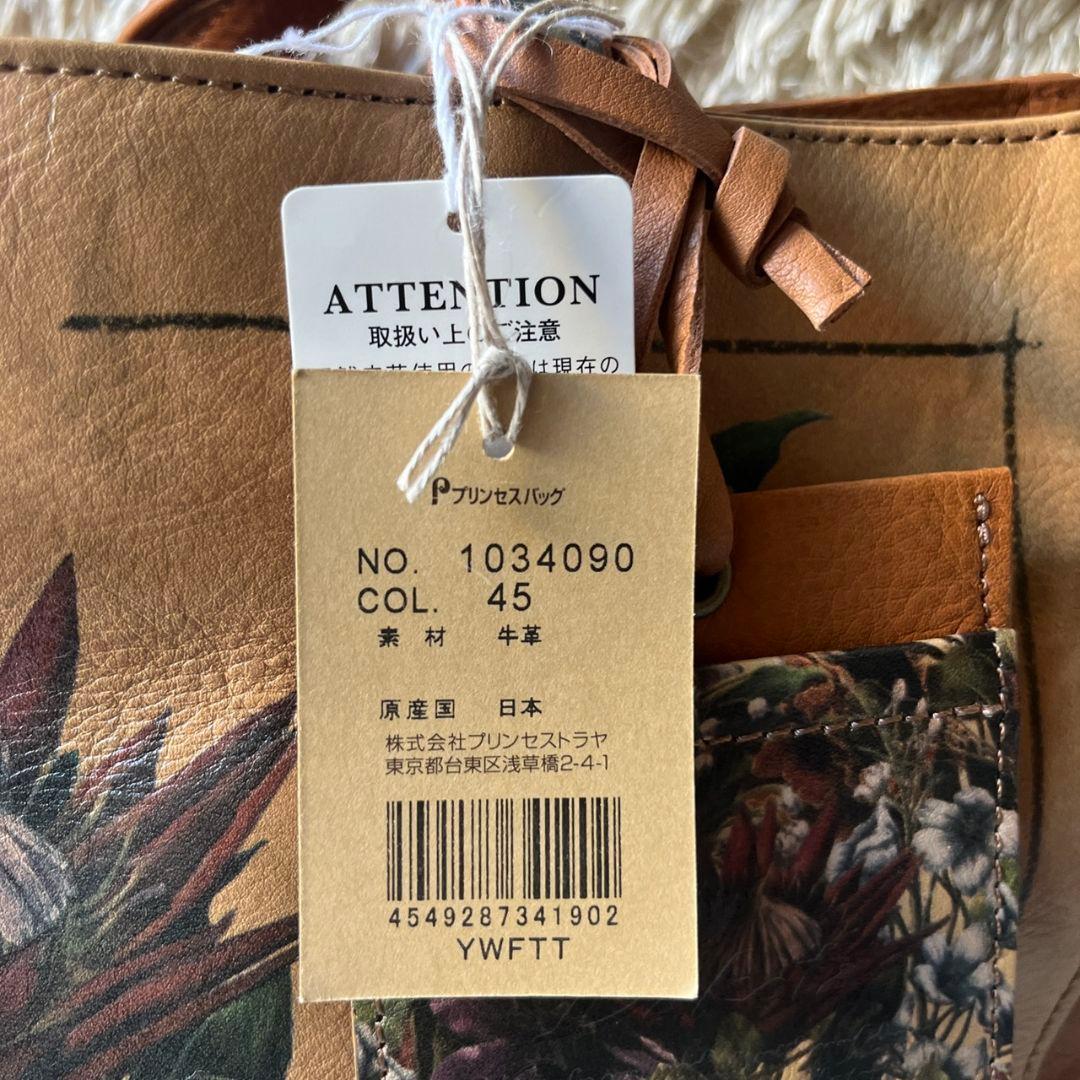 ATTENTION
取扱い上のご注意
使用の は現在の
プリンセスバッグ
NO. 1034090
COL. 45
素材 牛革
原産国 日本
株式会社プリンセストラヤ
東京都台東区浅草橋2-4-1
4549287341902
YWFTT